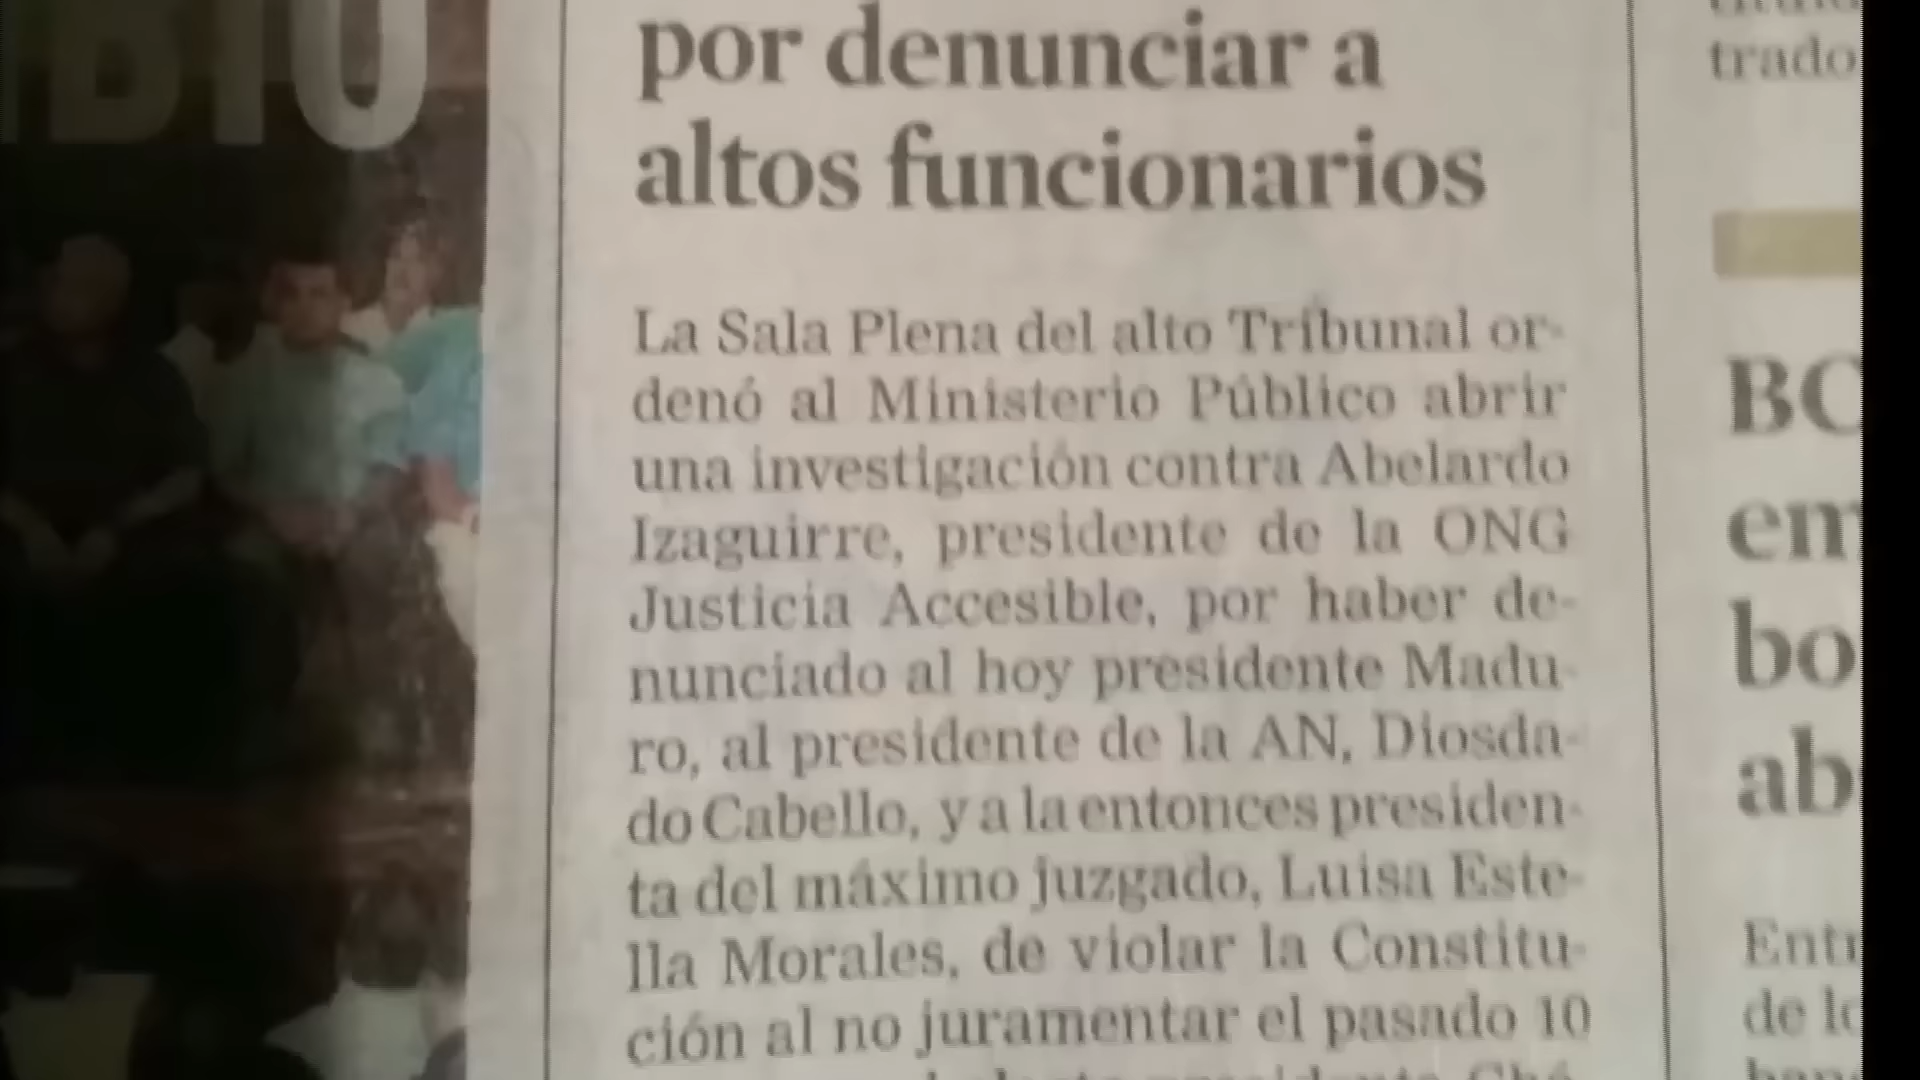 por denunciar a
altos funcionarios
La Sala Plena del alto Tribunal or-
denó al Ministerio Público abrir
una investigación contra Abelardo
Izaguirre, presidente de la ONG
Justicia Accesible, por haber de-
nunciado al hoy presidente Madu-
ro, al presidente de la AN, Diosda-
do Cabello, y a la entonces presiden-
ta del máximo juzgado, Luisa Este-
lla Morales, de violar la Constitu-
ción al no juramentar el pasado 10
trado
BC
em
bo
ab
Entr
de lo